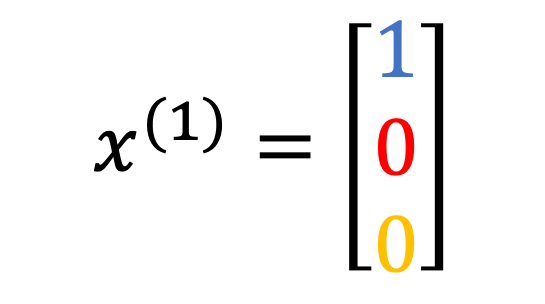 1
x(1) = 0
0